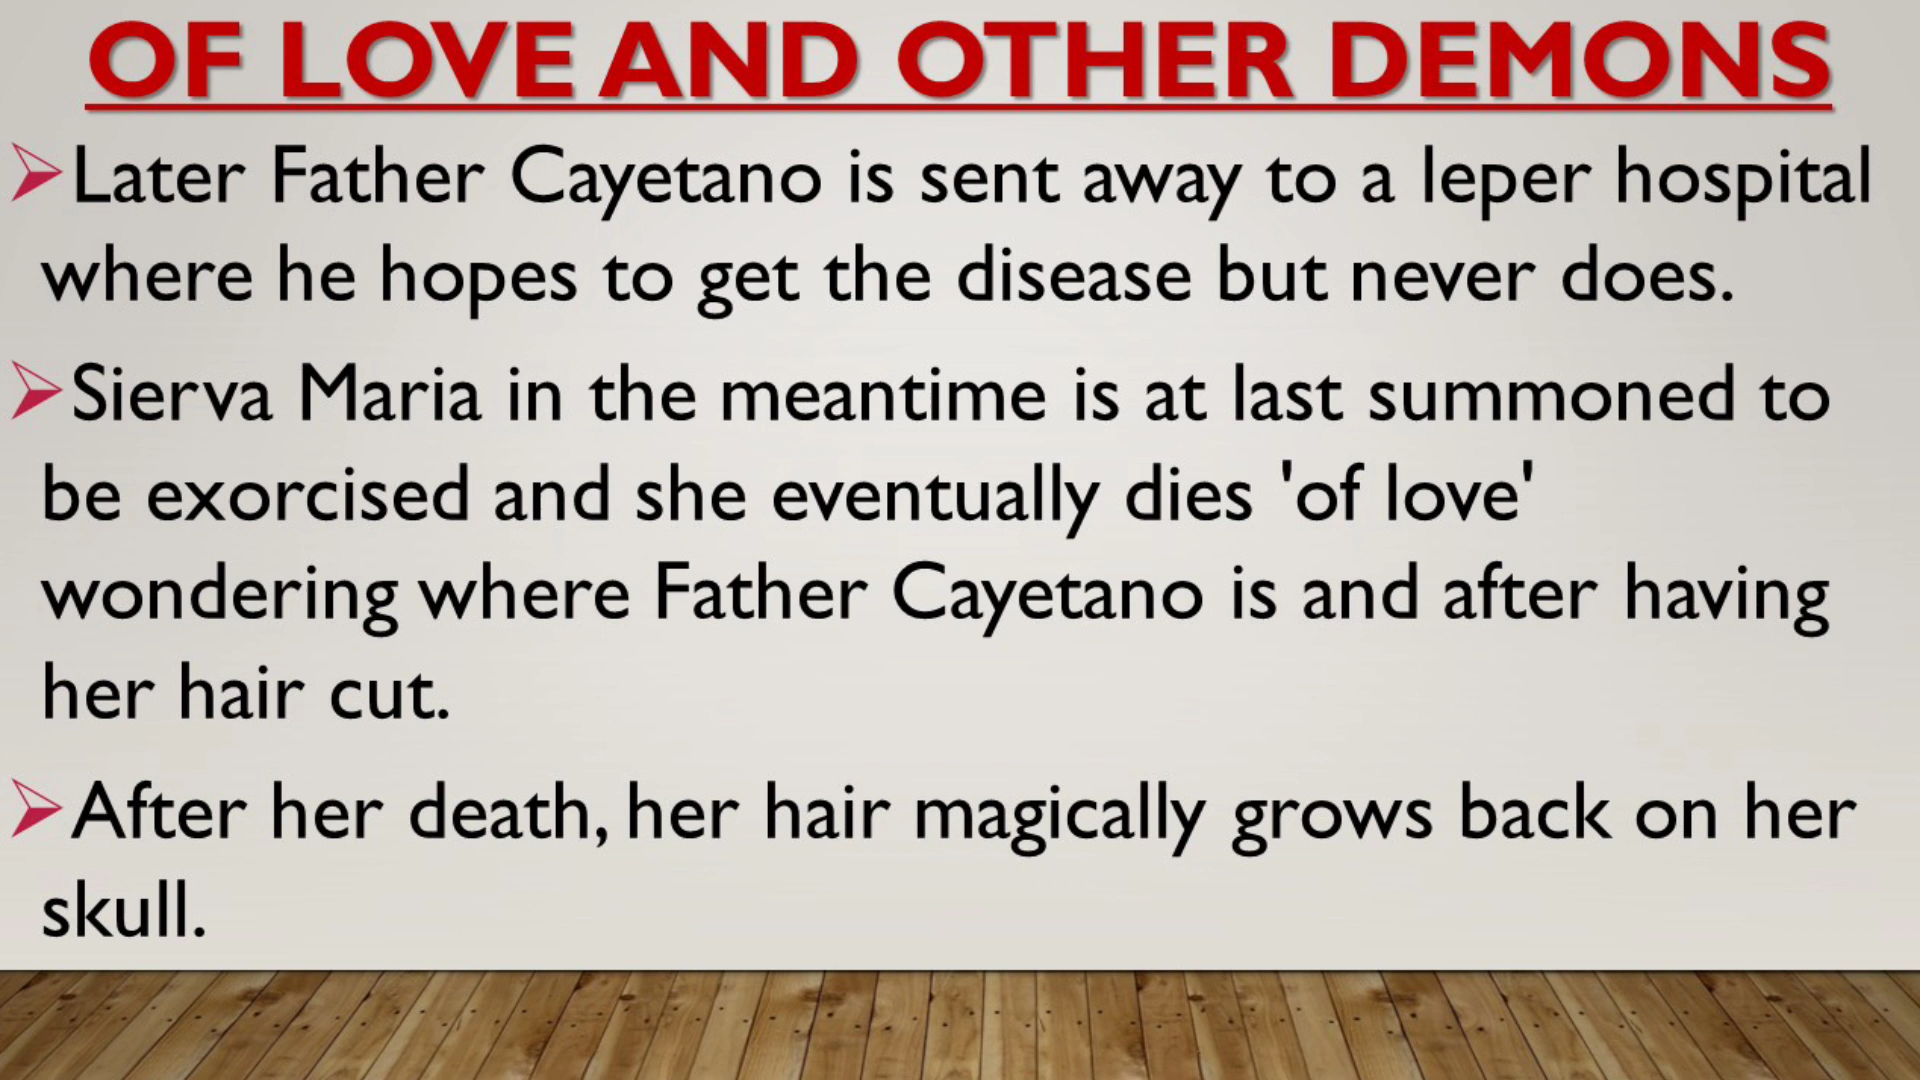 OF LOVE AND OTHER DEMONS
➢Later Father Cayetano is sent away to a leper hospital
where he hopes to get the disease but never does.
➢Sierva Maria in the meantime is at last summoned to
be exorcised and she eventually dies 'of love'
wondering where Father Cayetano is and after having
her hair cut.
➢After her death, her hair magically grows back on her
skull.